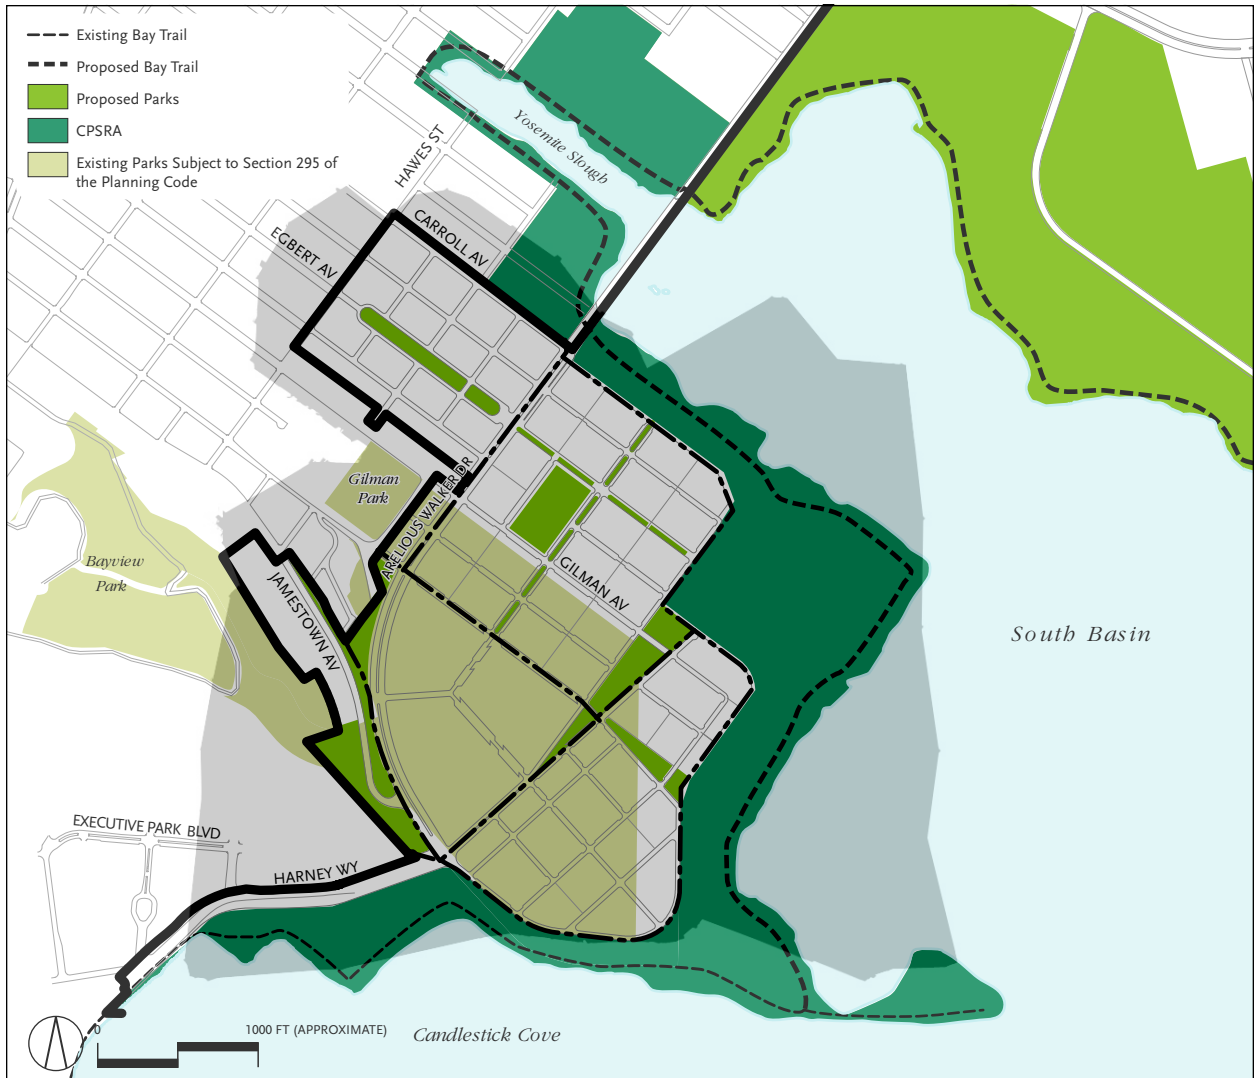 Existing Bay Trail
Proposed Bay Trail
Proposed Parks
CPSRA
Existing Parks Subject to Section 295 of
the Planning Code
Yosemite Slough
HAWES ST
CARROLL AV
EGBERT AV
Gilman
Park
ARELIOUS WALKER DR
Bayview
Park
JAMESTOWN AV
GILMAN AV
South Basin
EXECUTIVE PARK BLVD
HARNEY WY
0
1000 FT (APPROXIMATE)
Candlestick Cove